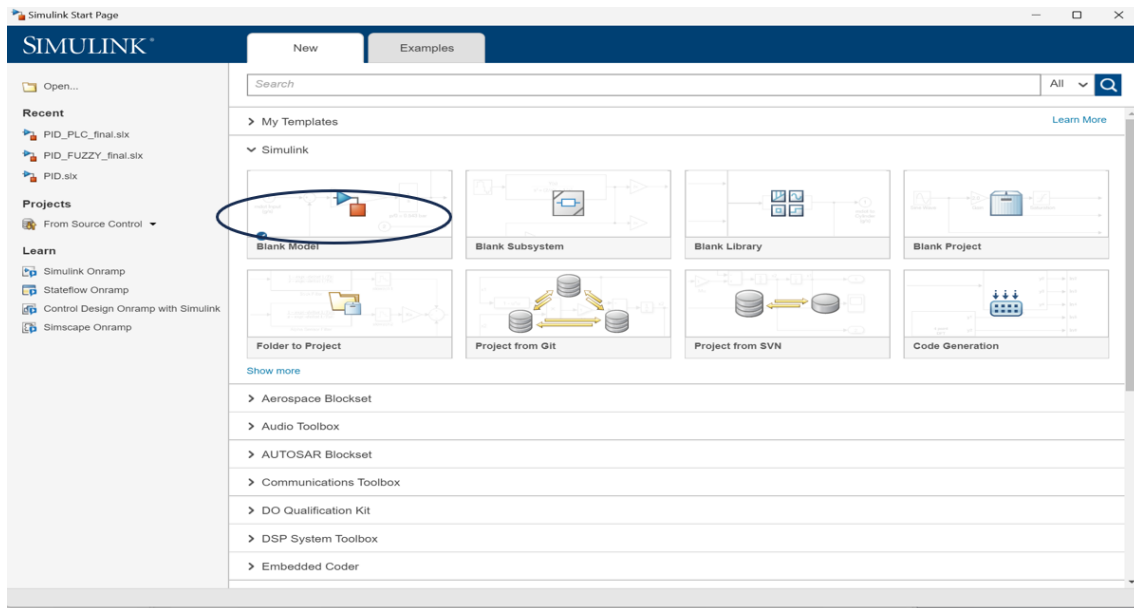 Simulink Start Page
SIMULINK®
New
Examples
Open...
Recent
PID_PLC_final.slx
PID_FUZZY_final.slx
PID.slx
Projects
From Source Control
Learn
Simulink Onramp
Stateflow Onramp
Control Design Onramp with Simulink
Simscape Onramp
Search
All
My Templates
Learn More
Simulink
Blank Model
Blank Subsystem
Blank Library
Blank Project
Folder to Project
Project from Git
Project from SVN
Code Generation
Show more
Aerospace Blockset
Audio Toolbox
AUTOSAR Blockset
Communications Toolbox
DO Qualification Kit
DSP System Toolbox
Embedded Coder